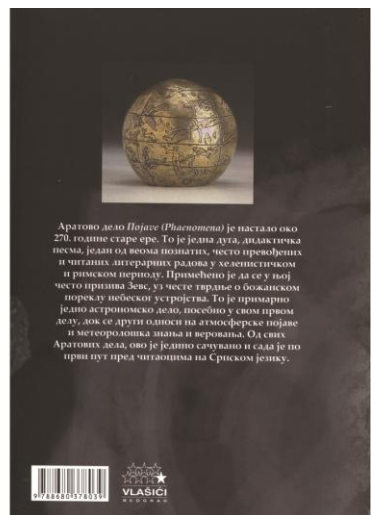 Аратово дело Појаве (Phaenomena) је настало око
270. године старе ере. То је једна дуга, дидактичка
песма, један од веома познатих, често превођених
и читаних литерарних радова у хеленистичком
и римском периоду. Примећено је да се у њој
често призива Зевс, уз честе тврдње о божанском
пореклу небеског устројства. То је примарно
једно астрономско дело, посебно у свом првом
делу, док се други односи на атмосферске појаве
и метеоролошка знања и веровања. Од свих
Аратових дела, ово је једино сачувано и сада је по
први пут пред читаоцима на Српском језику.
9788680378039
VLAŠIĆI
BEOGRAD